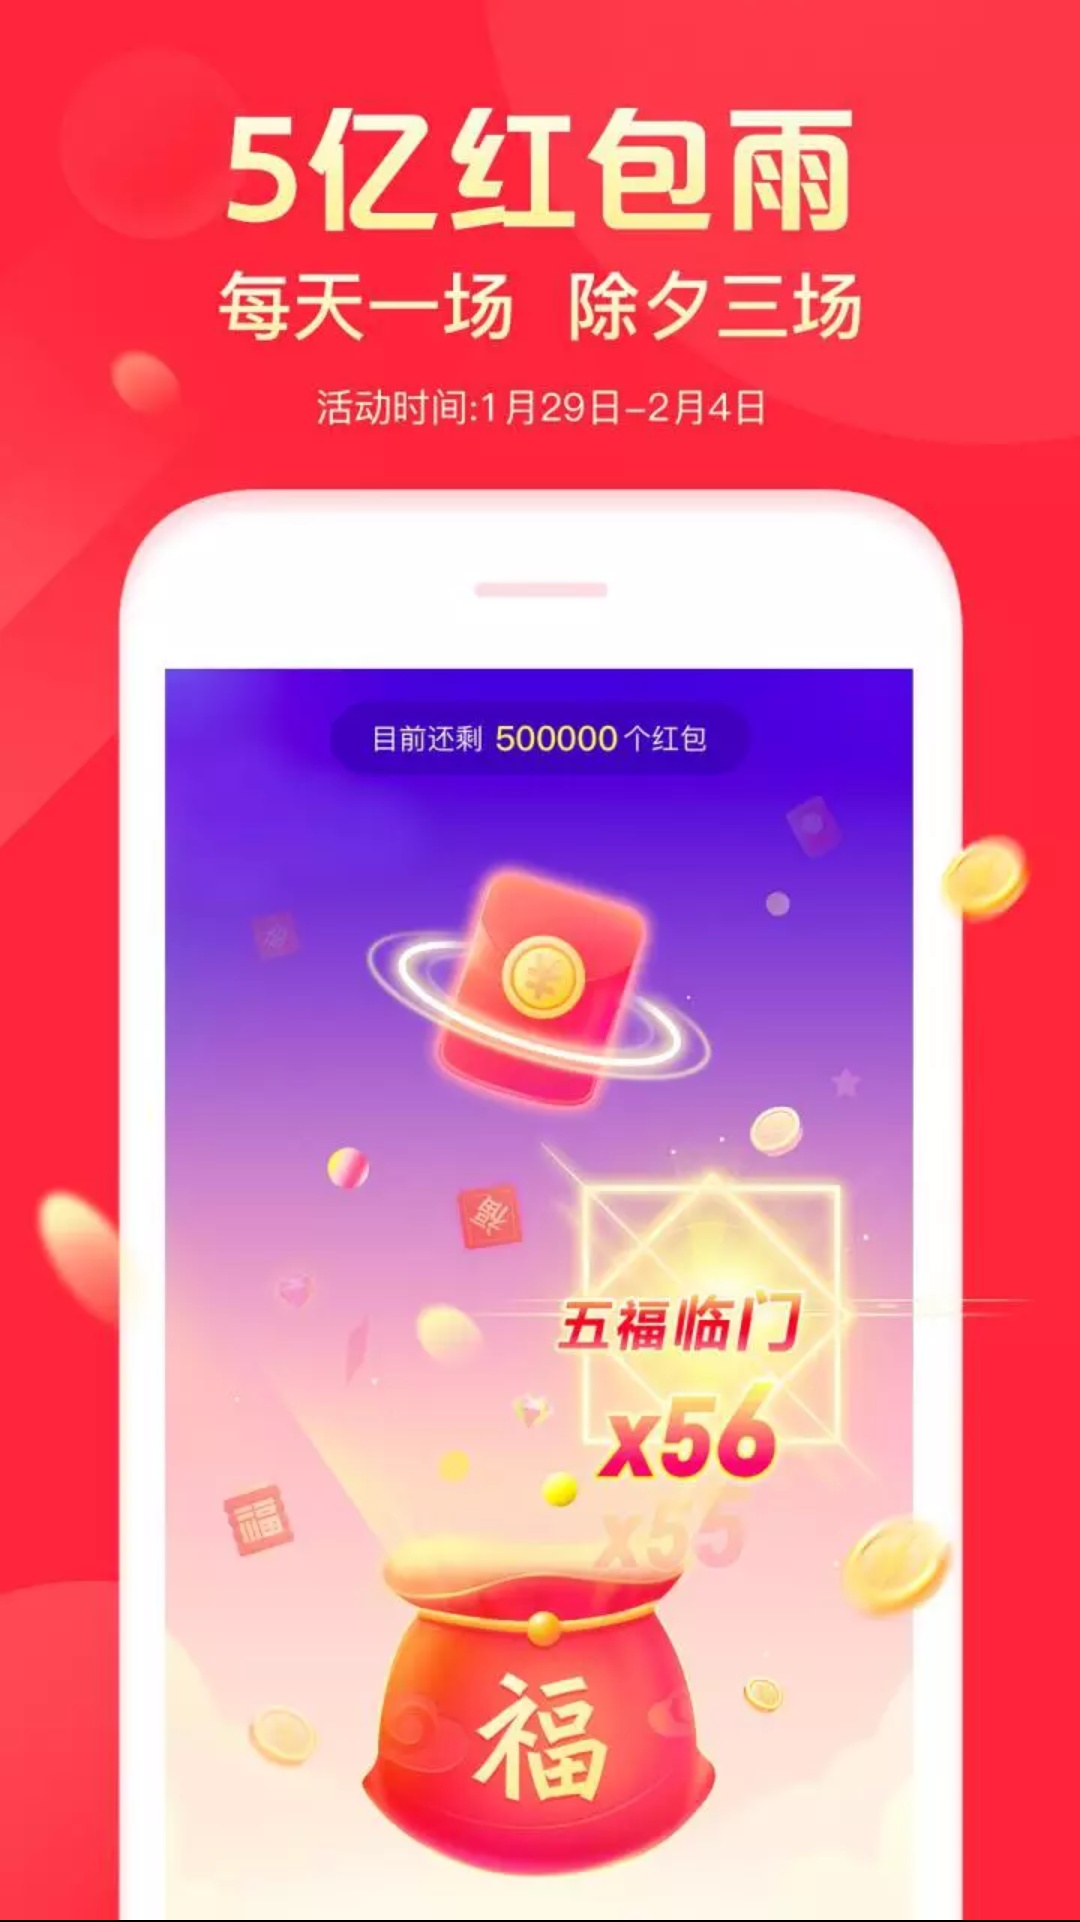 5亿红包雨
每天一场 除夕三场
活动时间:1月29日-2月4日
目前还剩 500000 个红包
福
五福临门
x56
x55
福
福